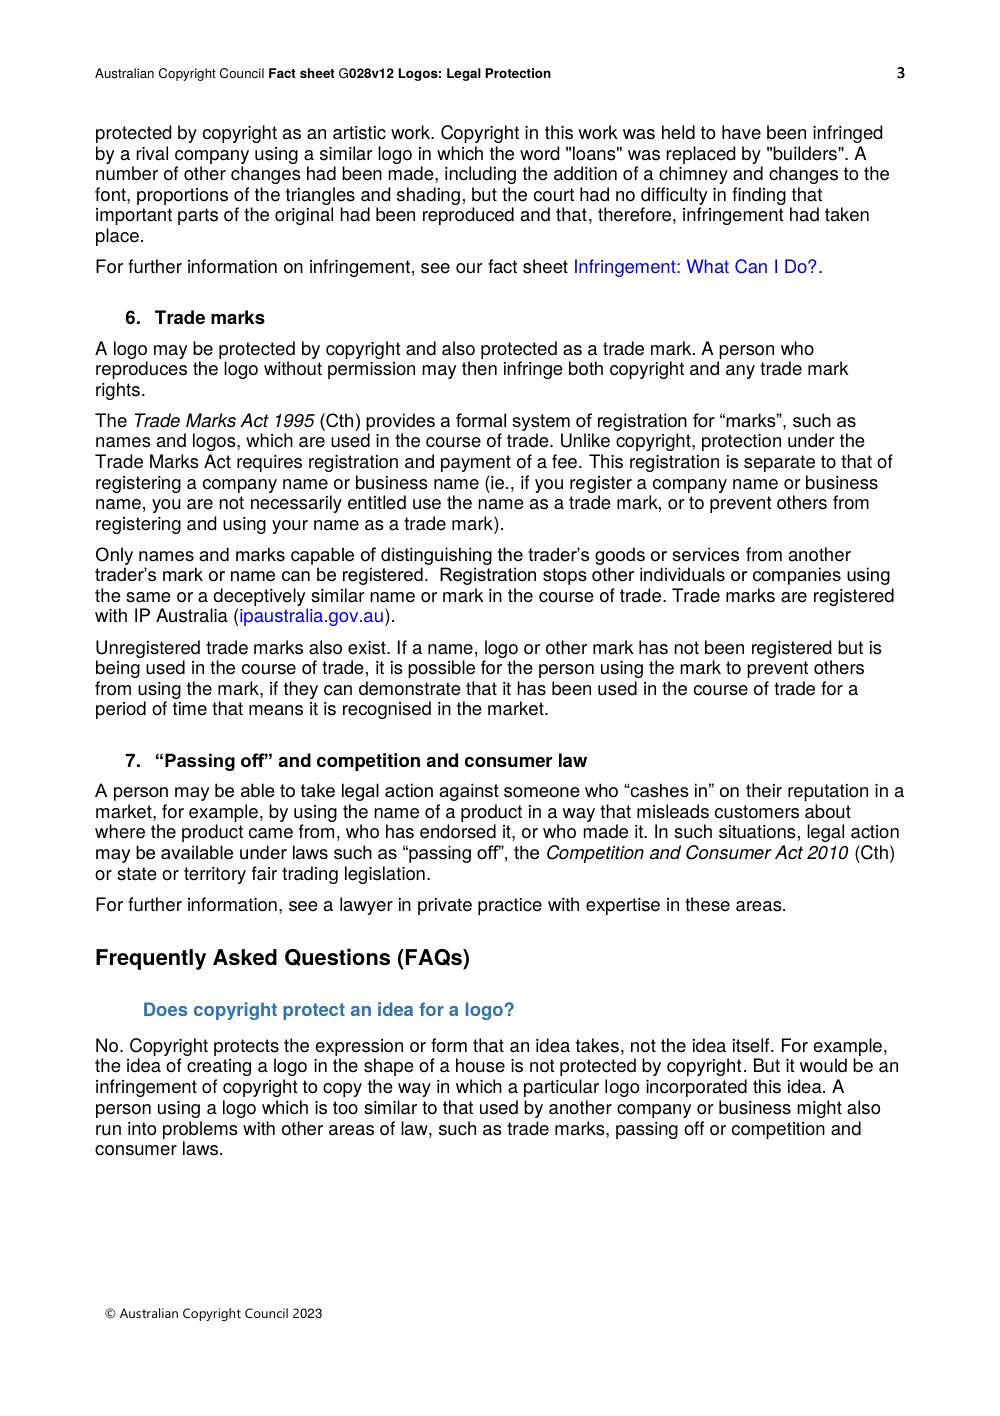 Australian Copyright Council Fact sheet G028v12 Logos: Legal Protection 3
protected by copyright as an artistic work. Copyright in this work was held to have been infringed
by a rival company using a similar logo in which the word "loans" was replaced by "builders". A
number of other changes had been made, including the addition of a chimney and changes to the
font, proportions of the triangles and shading, but the court had no difficulty in finding that
important parts of the original had been reproduced and that, therefore, infringement had taken
place.
For further information on infringement, see our fact sheet Infringement: What Can I Do?.
6. Trade marks
A logo may be protected by copyright and also protected as a trade mark. A person who
reproduces the logo without permission may then infringe both copyright and any trade mark
rights.
The Trade Marks Act 1995 (Cth) provides a formal system of registration for “marks”, such as
names and logos, which are used in the course of trade. Unlike copyright, protection under the
Trade Marks Act requires registration and payment of a fee. This registration is separate to that of
registering a company name or business name (ie., if you register a company name or business
name, you are not necessarily entitled use the name as a trade mark, or to prevent others from
registering and using your name as a trade mark).
Only names and marks capable of distinguishing the trader’s goods or services from another
trader’s mark or name can be registered.  Registration stops other individuals or companies using
the same or a deceptively similar name or mark in the course of trade. Trade marks are registered
with IP Australia (ipaustralia.gov.au).
Unregistered trade marks also exist. If a name, logo or other mark has not been registered but is
being used in the course of trade, it is possible for the person using the mark to prevent others
from using the mark, if they can demonstrate that it has been used in the course of trade for a
period of time that means it is recognised in the market.
7. “Passing off” and competition and consumer law
A person may be able to take legal action against someone who “cashes in” on their reputation in a
market, for example, by using the name of a product in a way that misleads customers about
where the product came from, who has endorsed it, or who made it. In such situations, legal action
may be available under laws such as “passing off”, the Competition and Consumer Act 2010 (Cth)
or state or territory fair trading legislation.
For further information, see a lawyer in private practice with expertise in these areas.
Frequently Asked Questions (FAQs)
Does copyright protect an idea for a logo?
No. Copyright protects the expression or form that an idea takes, not the idea itself. For example,
the idea of creating a logo in the shape of a house is not protected by copyright. But it would be an
infringement of copyright to copy the way in which a particular logo incorporated this idea. A
person using a logo which is too similar to that used by another company or business might also
run into problems with other areas of law, such as trade marks, passing off or competition and
consumer laws.
© Australian Copyright Council 2023